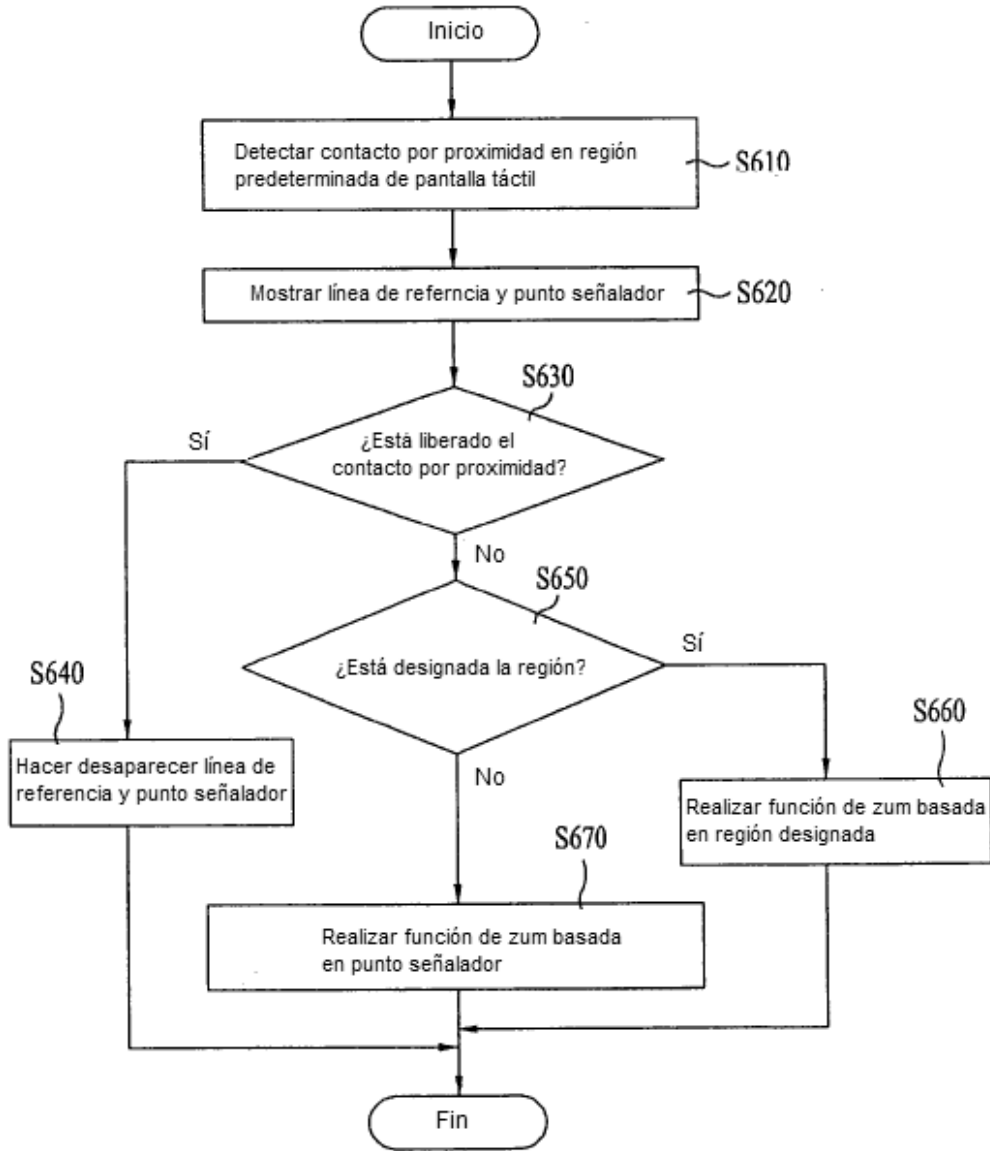 Inicio
Detectar contacto por proximidad en región
predeterminada de pantalla táctil
S610
Mostrar línea de referncia y punto señalador
S620
S630
Sí
¿Está liberado el
contacto por proximidad?
No
S650
Sí
¿Está designada la región?
S640
Hacer desaparecer línea de
referencia y punto señalador
No
S660
Realizar función de zum basada
en región designada
S670
Realizar función de zum basada
en punto señalador
Fin